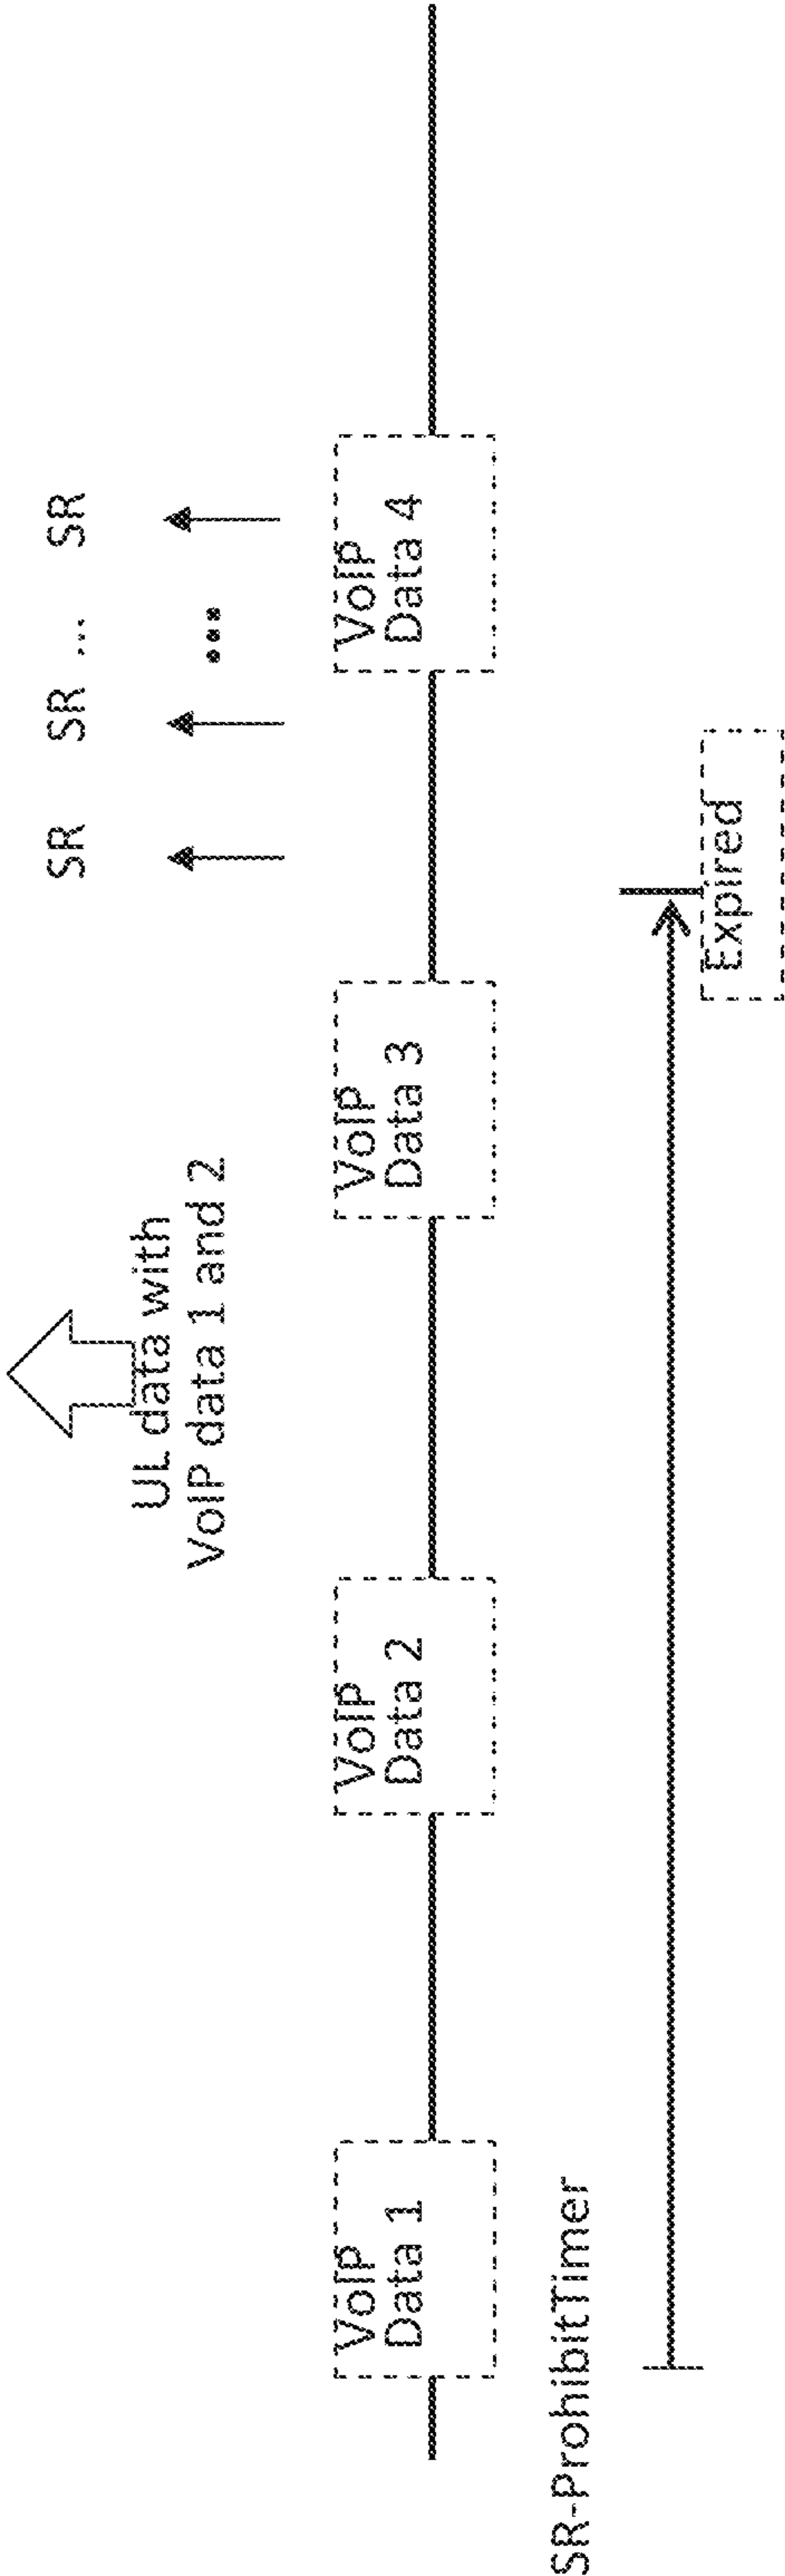 UL data with
VoIP data 1 and 2
SR SR ... SR
VoIP
Data 1
VoIP
Data 2
VoIP
Data 3
VoIP
Data 4
SR-ProhibitTimer
Expired